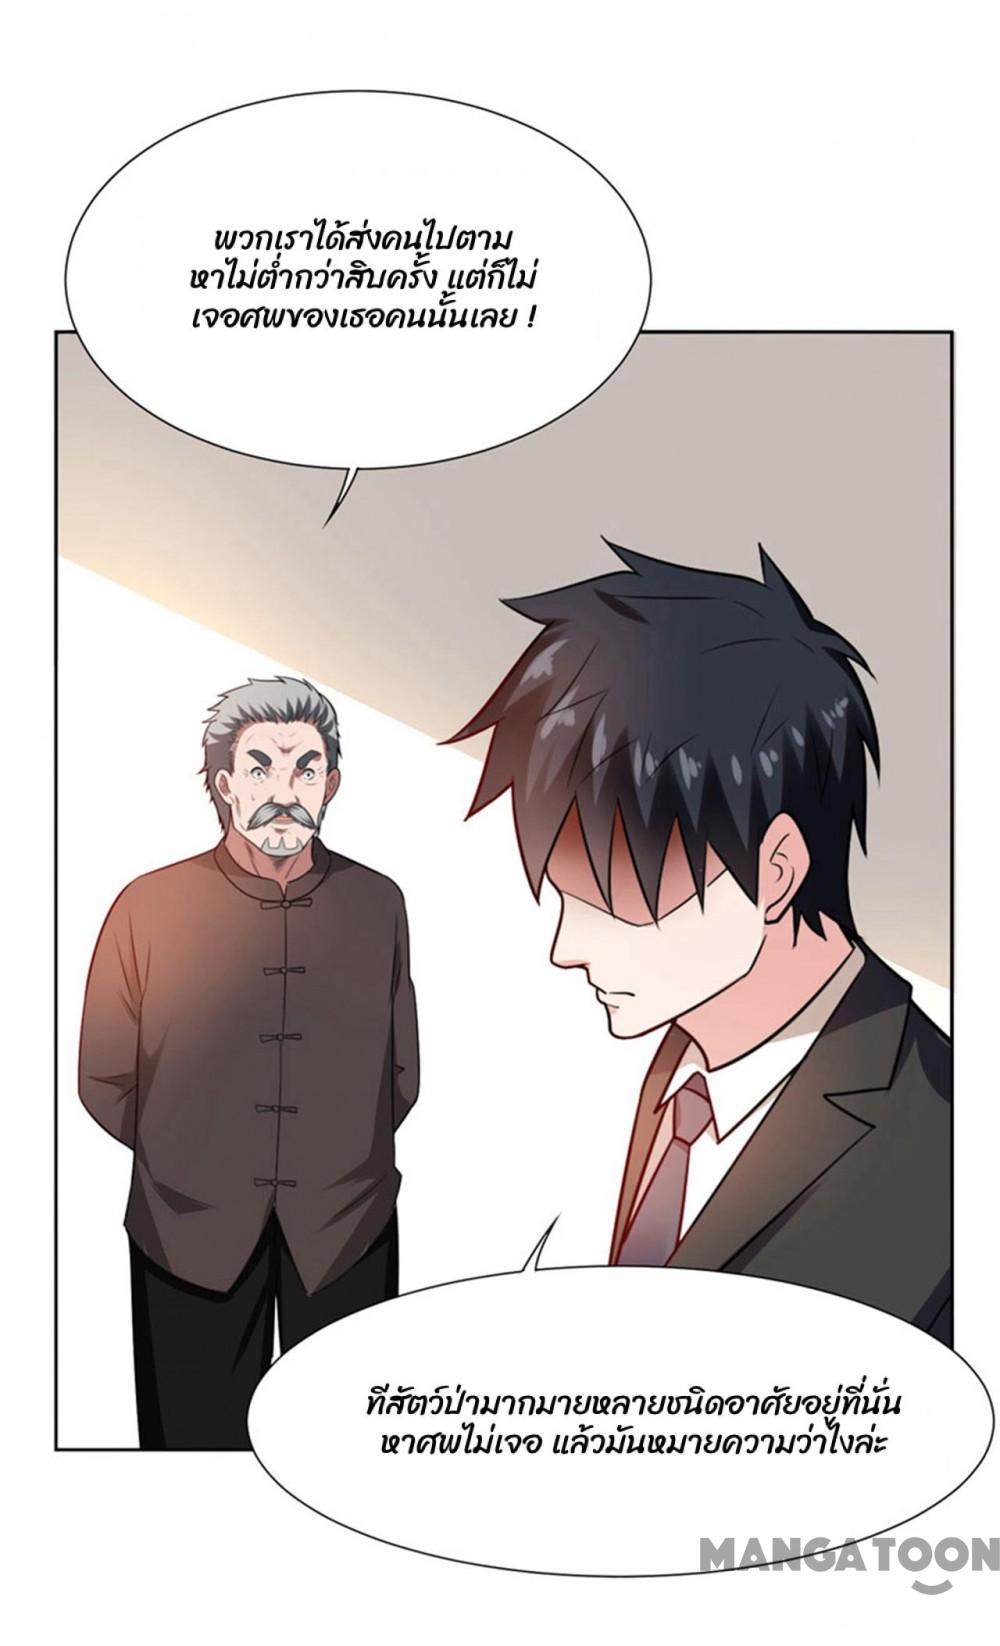 พวกเราได้ส่งคนไปตาม
หาไม่ต่ำกว่าสิบครั้ง แต่ก็ไม่
เจอศพของเธอคนนั้นเลย !
ทีสัตว์ป่ามากมายหลายชนิดอาศัยอยู่ที่นั่น
หาศพไม่เจอ แล้วมันหมายความว่าไงล่ะ
MANGATOON